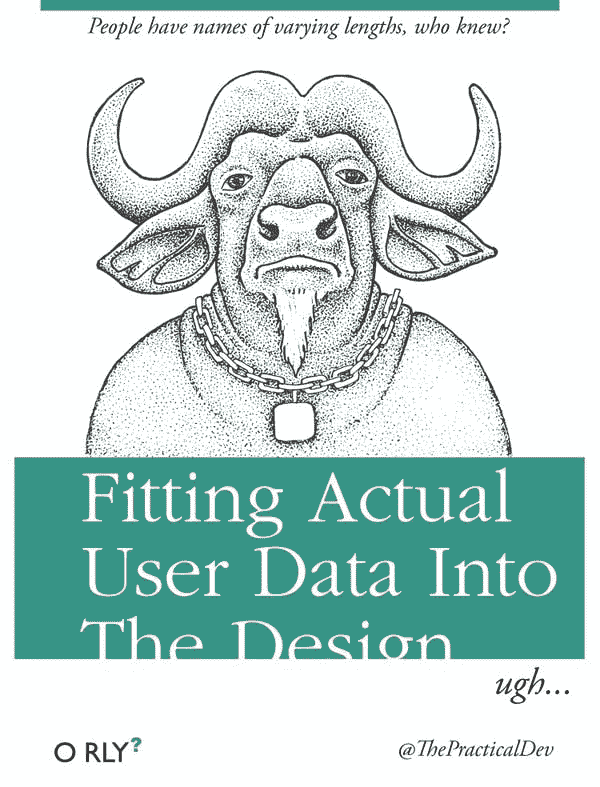 People have names of varying lengths, who knew?
Fitting Actual
User Data Into
The Design
ugh...
O RLY?
@ThePracticalDev